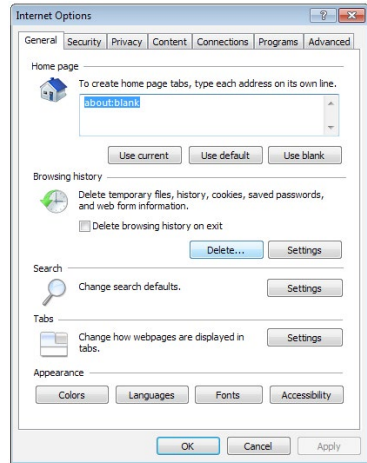 Internet Options
General Security Privacy Content Connections Programs Advanced
Home page
To create home page tabs, type each address on its own line.
about:blank
Use current Use default Use blank
Browsing history
Delete temporary files, history, cookies, saved passwords,
and web form information.
Delete browsing history on exit
Delete... Settings
Search
Change search defaults. Settings
Tabs
Change how webpages are displayed in
tabs.
Settings
Appearance
Colors Languages Fonts Accessibility
OK Cancel Apply